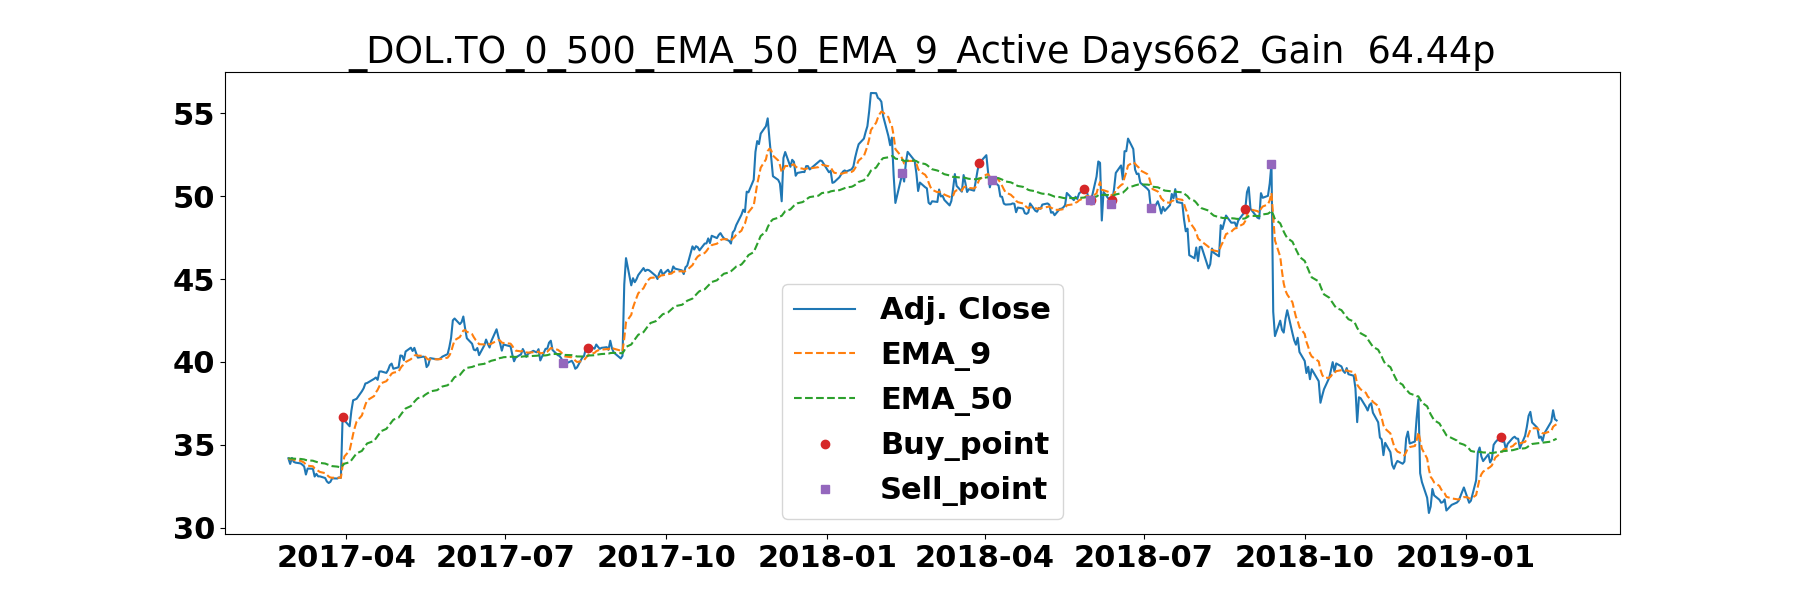 _DOL.TO_0_500_EMA_50_EMA_9_Active Days662_Gain  64.44p
55
50
45
40
35
30
Adj. Close
EMA_9
EMA_50
Buy_point
Sell_point
2017-04 2017-07 2017-10 2018-01 2018-04 2018-07 2018-10 2019-01